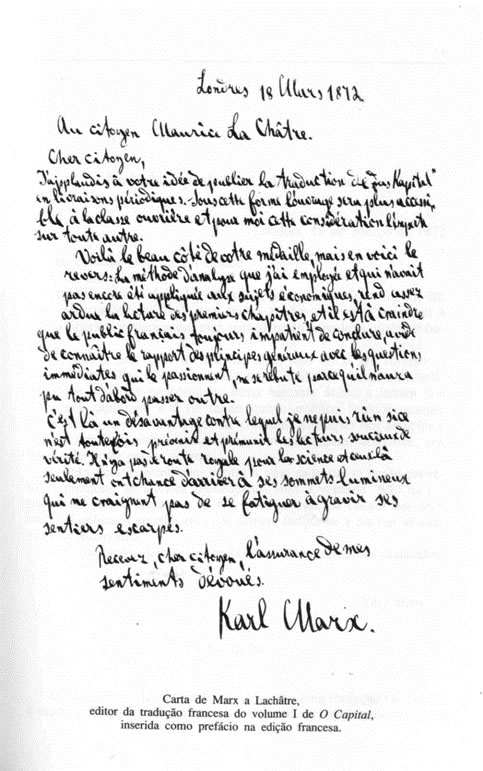 Londres 18 Mars 1872
Au citoyen Maurice La Châtre.
Cher citoyen,
J'applaudis à votre idée de publier la traduction de „Das Kapital"
en livraisons périodiques. Sous cette forme l'ouvrage sera plus accessi-
ble à la classe ouvrière et pour moi cette considération l'emporte
sur toute autre.
Voilà le beau côté de votre médaille, mais en voici le
revers: La méthode d'analyse que j'ai employée et qui n'avait
pas encore été appliquée aux sujets économiques, rend assez
ardue la lecture des premiers chapitres, et il est à craindre
que le public français toujours impatient de conclure, avide
de connaître le rapport des principes généraux avec les questions
immédiates qui le passionnent, ne se rebute parce qu'il n'aura
pu tout d'abord passer outre.
C'est là un désavantage contre lequel je ne puis rien si ce
n'est toutefois prévenir et prémunir les lecteurs soucieux de
vérité. Il n'y a pas de route royale pour la science et ceux là
seulement ont chance d'arriver à ses sommets lumineux
qui ne craignent pas de se fatiguer à gravir ses
sentiers escarpés.
Recevez, cher citoyen, l'assurance de mes
sentiments dévoués.
Karl Marx.
Carta de Marx a Lachâtre,
editor da tradução francesa do volume I de O Capital,
inserida como prefácio na edição francesa.